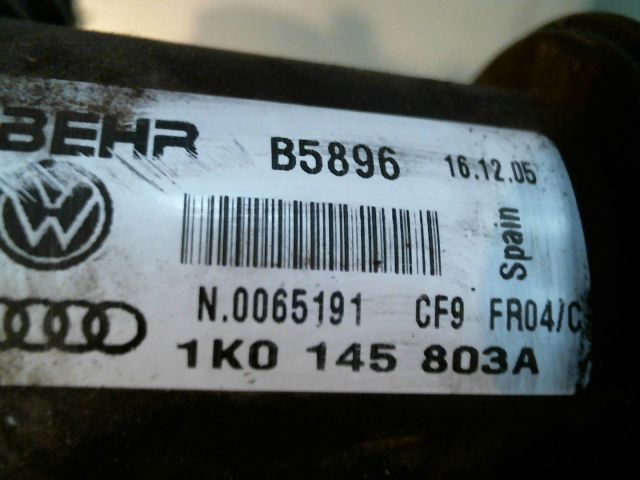 BEHR B5896 16.12.05
Spain
N.0065191 CF9 FR04/C
1K0 145 803A